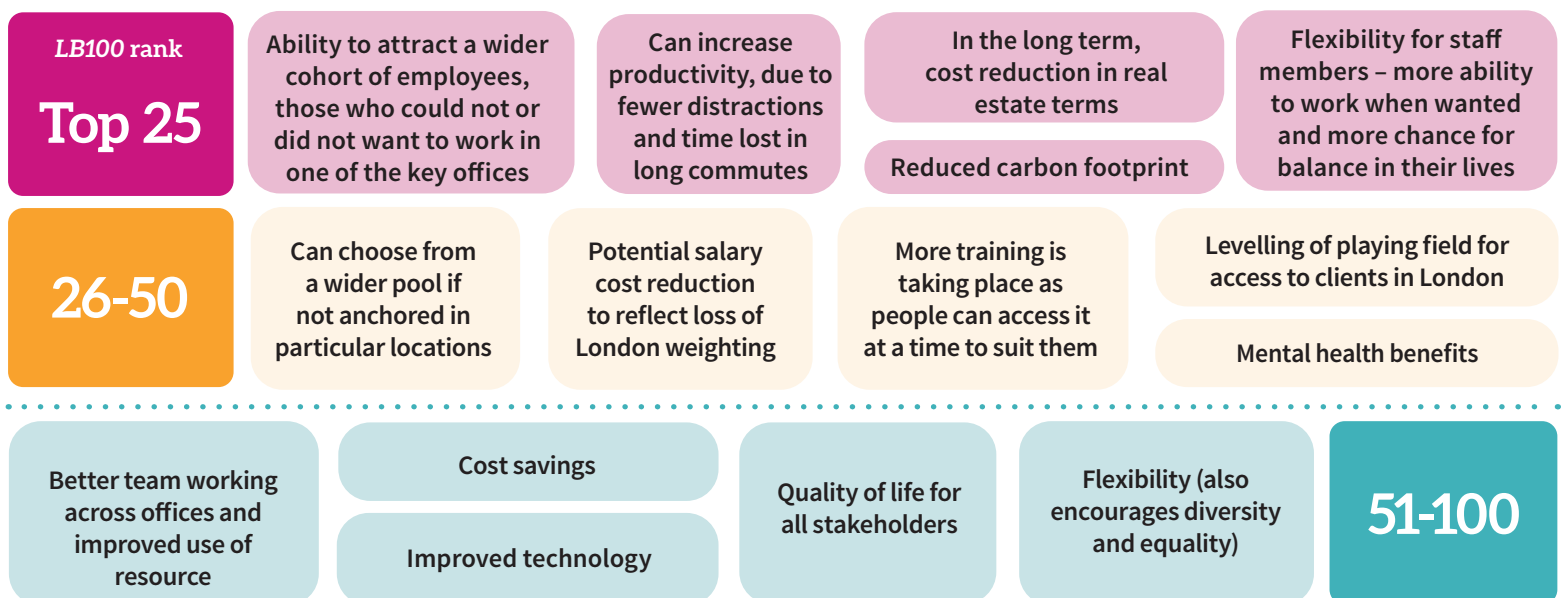 LB100 rank
Top 25
Ability to attract a wider
cohort of employees,
those who could not or
did not want to work in
one of the key offices
Can increase
productivity, due to
fewer distractions
and time lost in
long commutes
In the long term,
cost reduction in real
estate terms
Reduced carbon footprint
Flexibility for staff
members – more ability
to work when wanted
and more chance for
balance in their lives
26-50
Can choose from
a wider pool if
not anchored in
particular locations
Potential salary
cost reduction
to reflect loss of
London weighting
More training is
taking place as
people can access it
at a time to suit them
Levelling of playing field for
access to clients in London
Mental health benefits
Better team working
across offices and
improved use of
resource
Cost savings
Improved technology
Quality of life for
all stakeholders
Flexibility (also
encourages diversity
and equality)
51-100